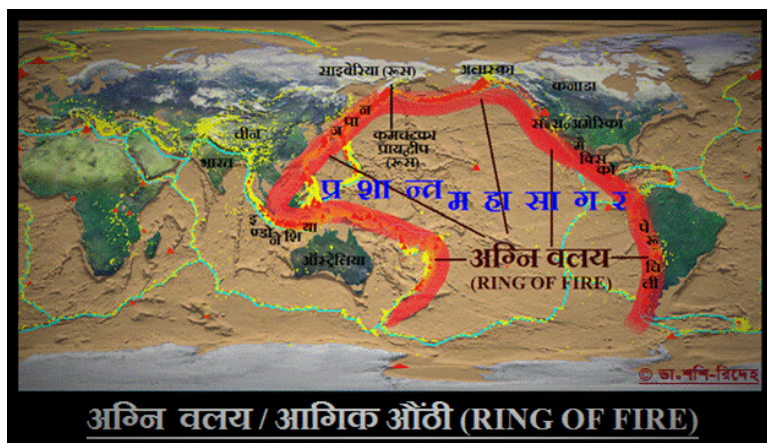 साइबेरिया (रूस)
अलास्का
कनाडा
जापान
कमचटका
प्रायद्वीप
(रूस)
सं॰रा॰अमेरिका
मैक्सिको
चीन
भारत
प्रशान्त महासागर
इण्डोनेशिया
ऑस्ट्रेलिया
पेरू
चिली
अग्नि वलय
(RING OF FIRE)
© ডা॰শশি-ৱিদেহ
अग्नि वलय / आगिक औंठी (RING OF FIRE)